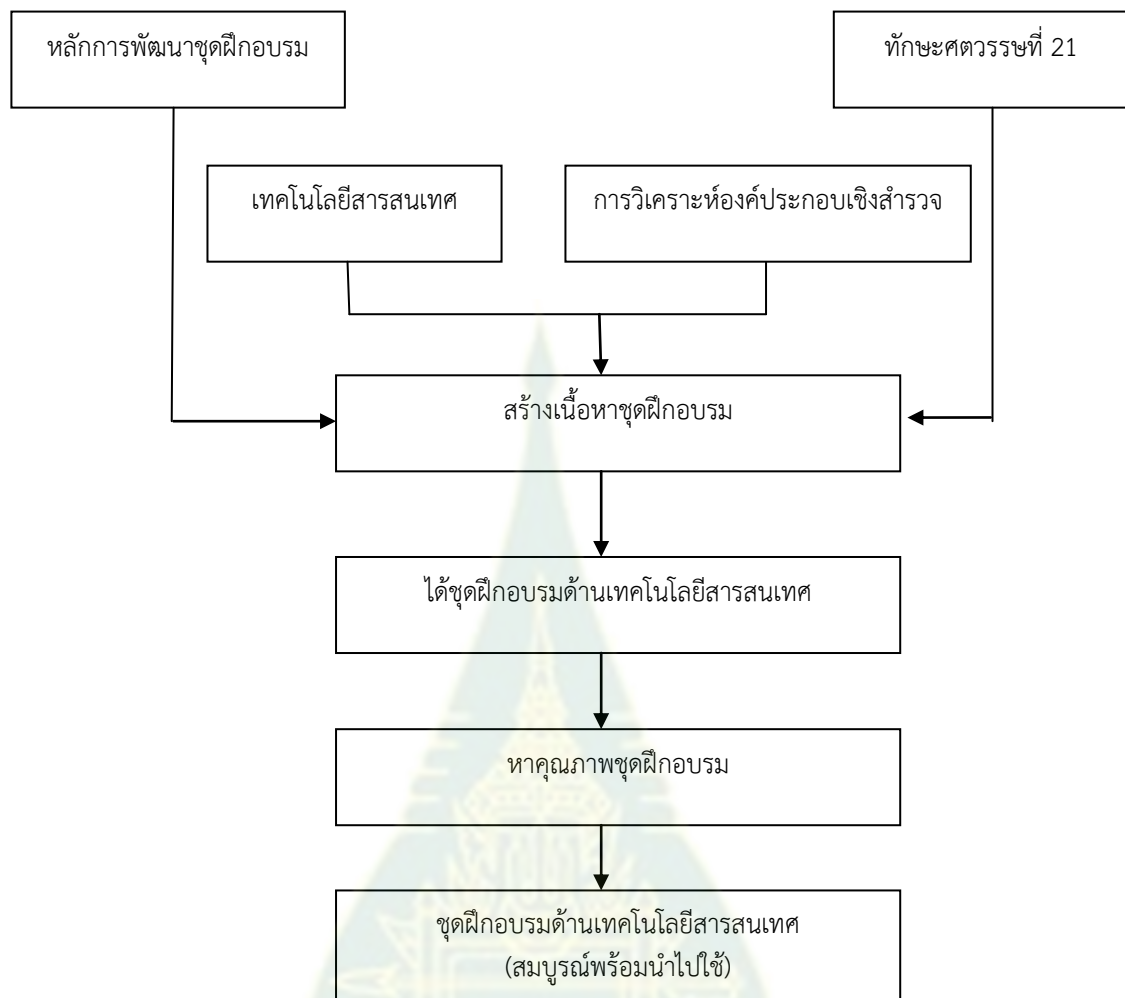 หลักการพัฒนาชุดฝึกอบรม
ทักษะศตวรรษที่ 21
เทคโนโลยีสารสนเทศ
การวิเคราะห์องค์ประกอบเชิงสำรวจ
สร้างเนื้อหาชุดฝึกอบรม
ได้ชุดฝึกอบรมด้านเทคโนโลยีสารสนเทศ
หาคุณภาพชุดฝึกอบรม
ชุดฝึกอบรมด้านเทคโนโลยีสารสนเทศ
(สมบูรณ์พร้อมนำไปใช้)